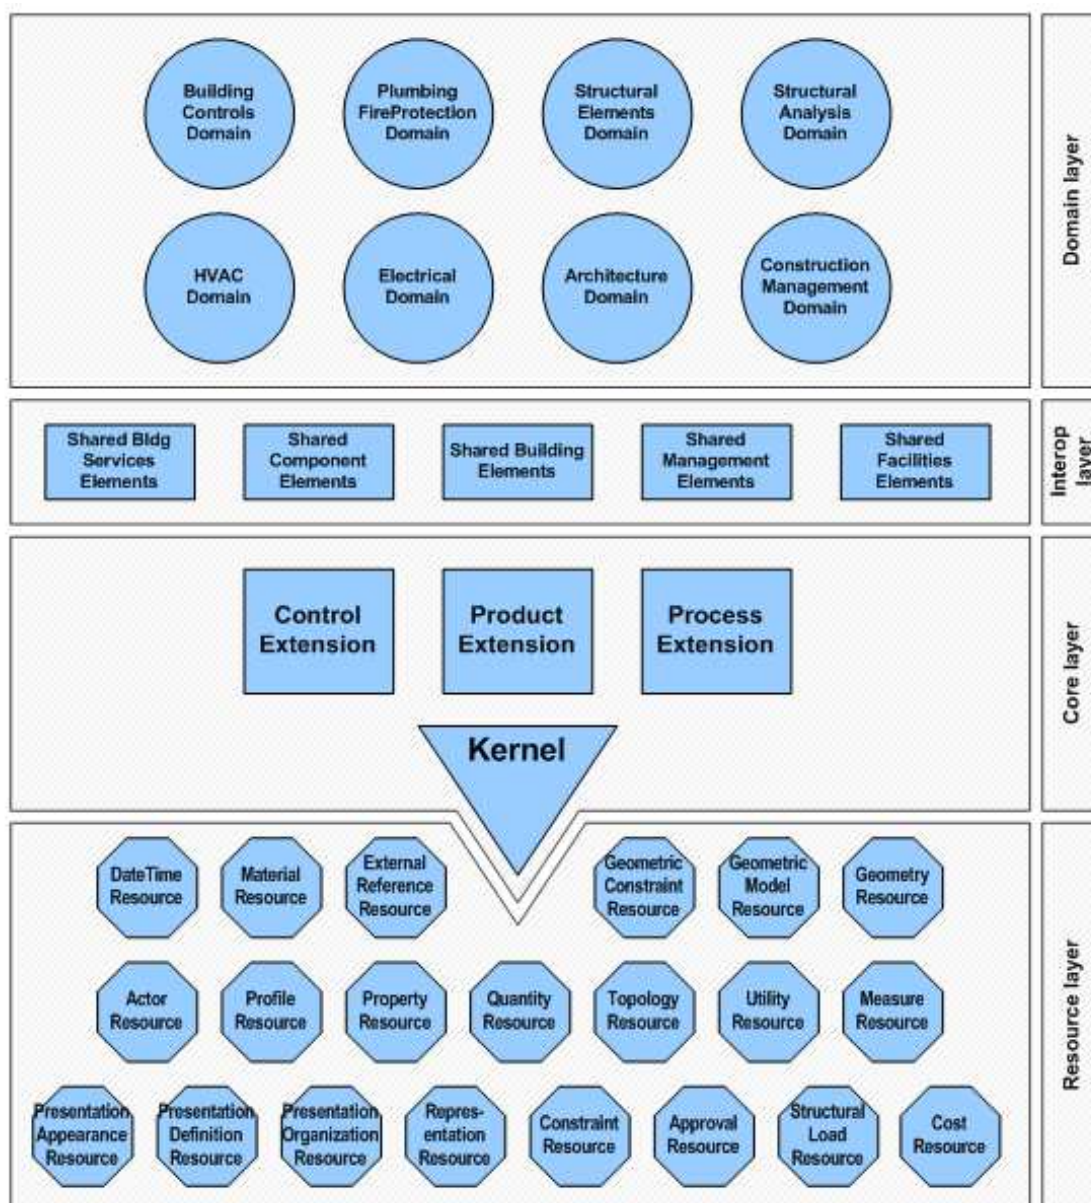 Building
Controls
Domain
Plumbing
FireProtection
Domain
Structural
Elements
Domain
Structural
Analysis
Domain
HVAC
Domain
Electrical
Domain
Architecture
Domain
Construction
Management
Domain
Domain layer
Shared Bldg
Services
Elements
Shared
Component
Elements
Shared Building
Elements
Shared
Management
Elements
Shared
Facilities
Elements
Interop
layer
Control
Extension
Product
Extension
Process
Extension
Kernel
Core layer
DateTime
Resource
Material
Resource
External
Reference
Resource
Geometric
Constraint
Resource
Geometric
Model
Resource
Geometry
Resource
Actor
Resource
Profile
Resource
Property
Resource
Quantity
Resource
Topology
Resource
Utility
Resource
Measure
Resource
Presentation
Appearance
Resource
Presentation
Definition
Resource
Presentation
Organization
Resource
Repres-
entation
Resource
Constraint
Resource
Approval
Resource
Structural
Load
Resource
Cost
Resource
Resource layer